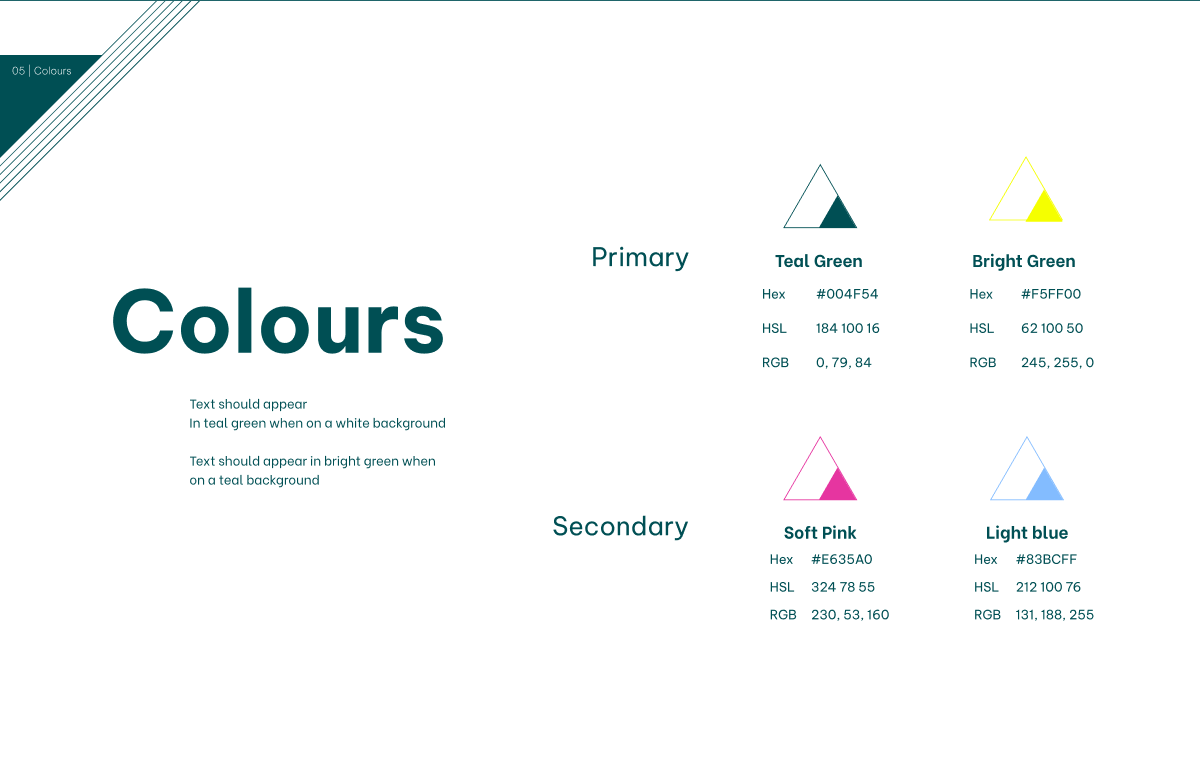 05 | Colours
Colours
Text should appear
In teal green when on a white background
Text should appear in bright green when
on a teal background
Primary
Teal Green
Hex #004F54
HSL 184 100 16
RGB 0, 79, 84
Bright Green
Hex #F5FF00
HSL 62 100 50
RGB 245, 255, 0
Secondary
Soft Pink
Hex #E635A0
HSL 324 78 55
RGB 230, 53, 160
Light blue
Hex #83BCFF
HSL 212 100 76
RGB 131, 188, 255